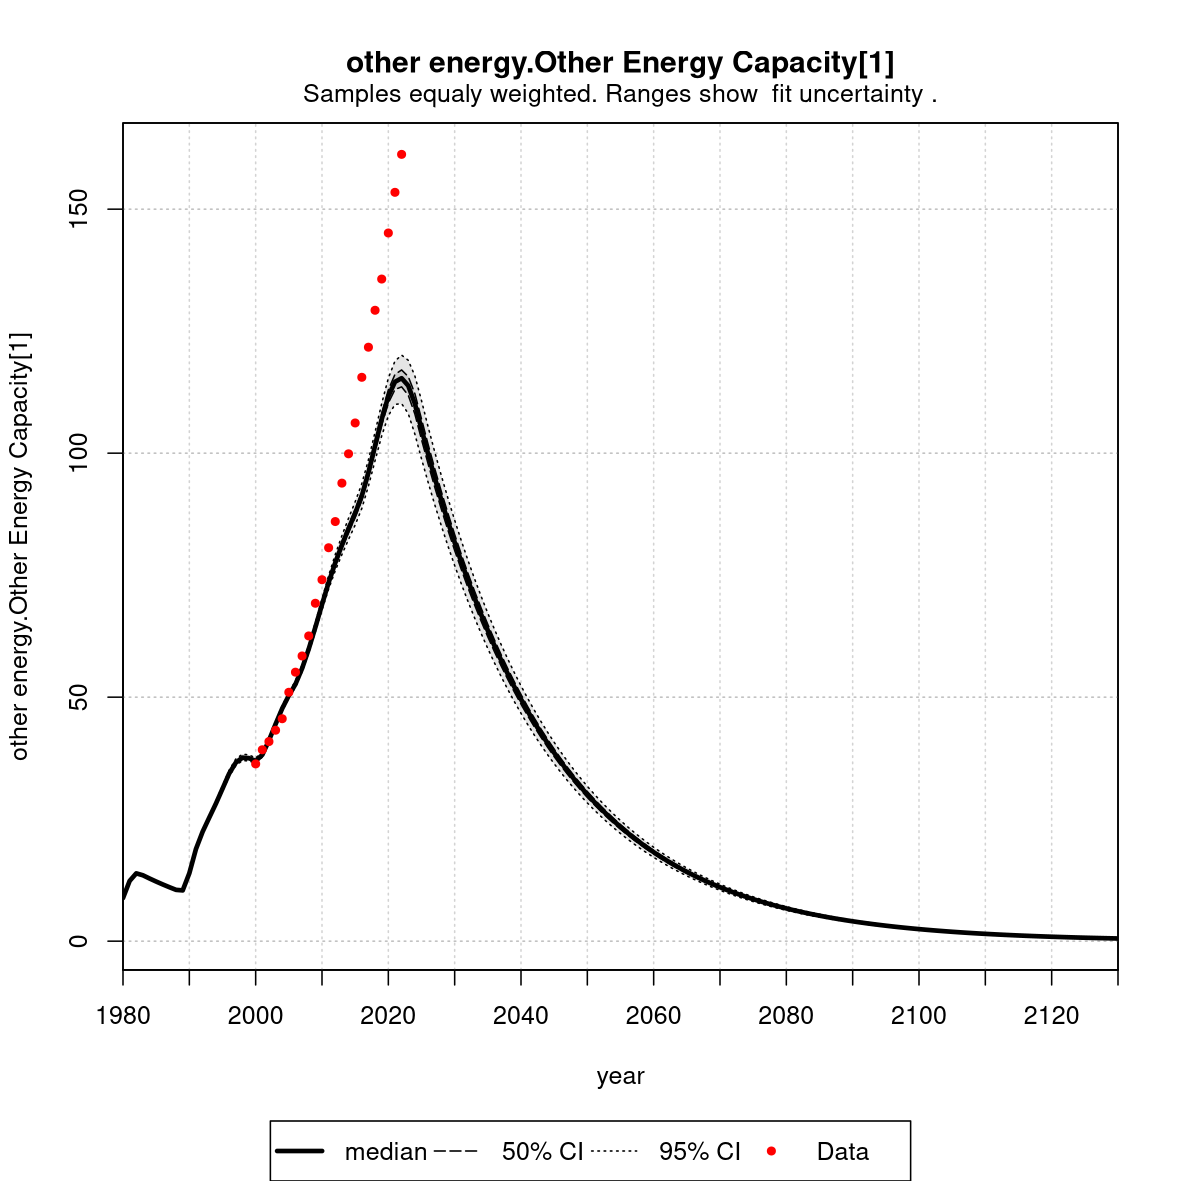 other energy.Other Energy Capacity[1]
Samples equaly weighted. Ranges show  fit uncertainty .
other energy.Other Energy Capacity[1]
150
100
50
0
1980 2000 2020 2040 2060 2080 2100 2120
year
median 50% CI 95% CI Data